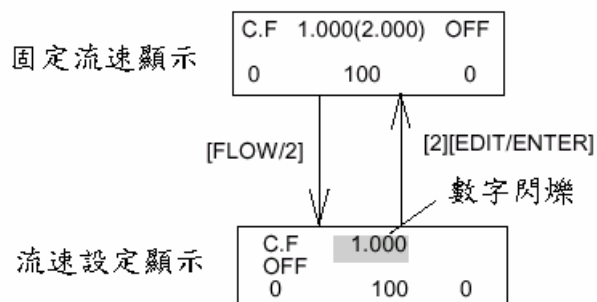 C.F 1.000(2.000) OFF
固定流速顯示
0 100 0
[FLOW/2]
[2][EDIT/ENTER]
數字閃爍
C.F 1.000
流速設定顯示
OFF
0 100 0